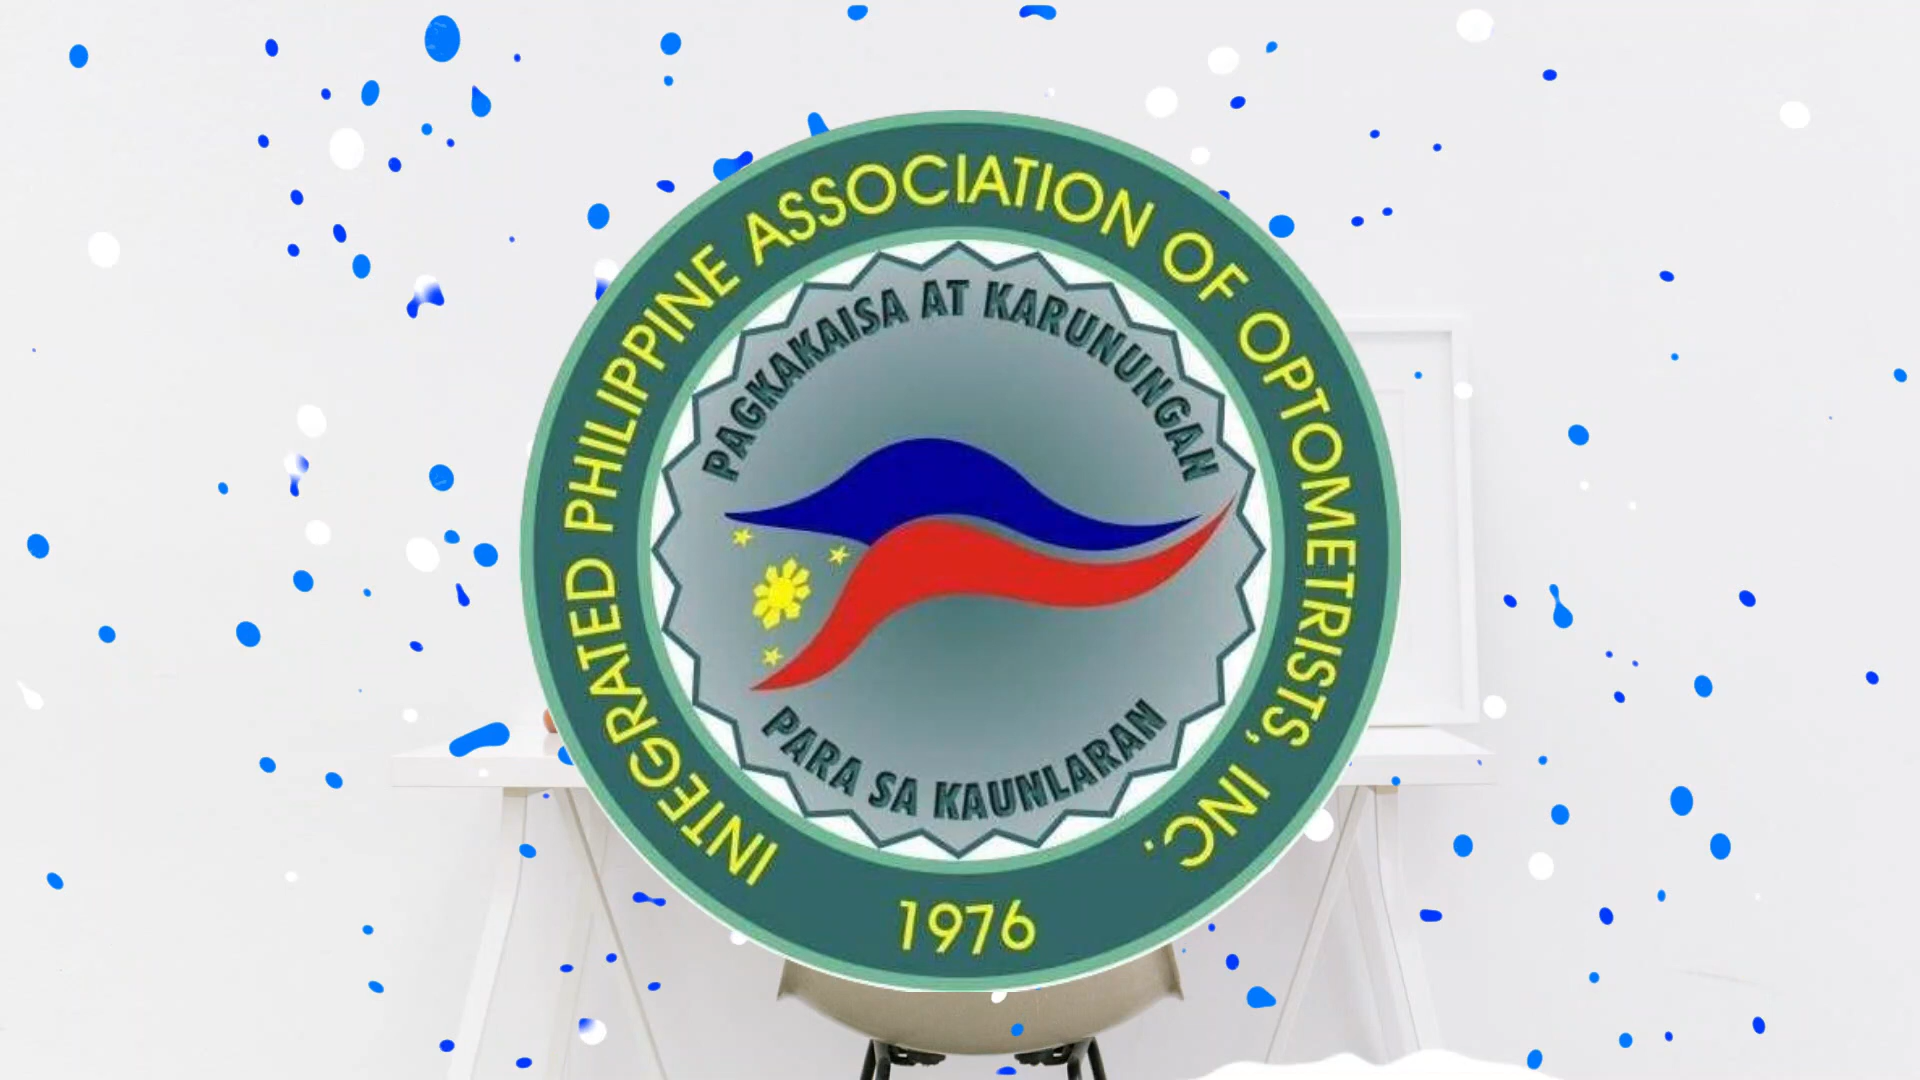 INTEGRATED PHILIPPINE ASSOCIATION OF OPTOMETRISTS, INC.
PAGKAKAISA AT KARUNUNGAN
PARA SA KAUNLARAN
1976